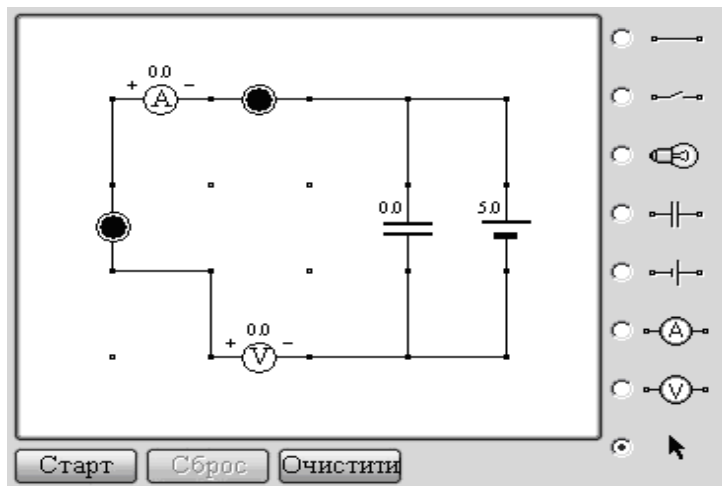 0.0
+ A −
0.0 5.0
0.0
+ V −
A
V
Старт Сброс Очистити